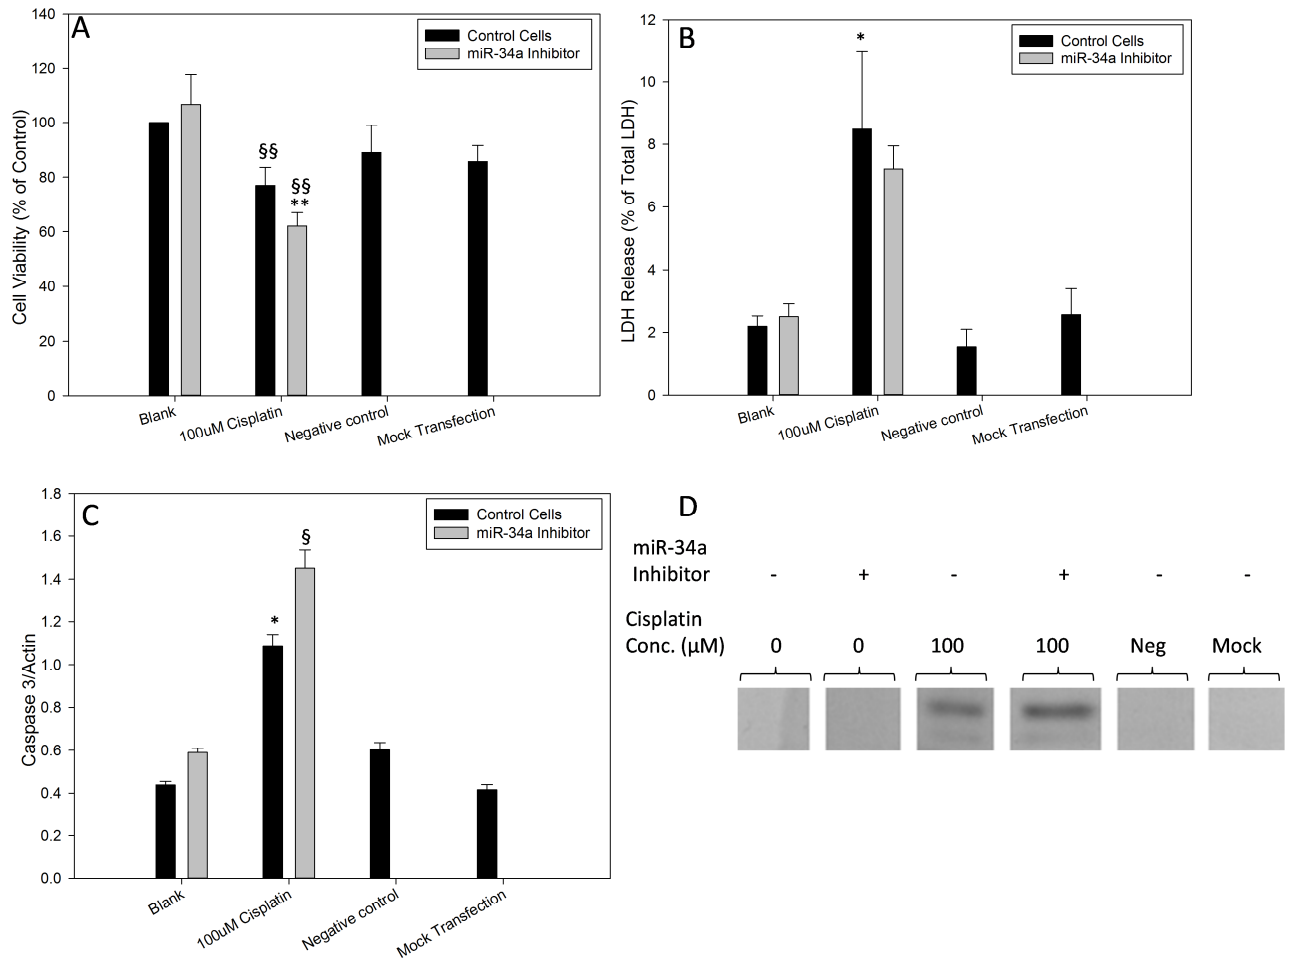 A
Control Cells
miR-34a Inhibitor
Cell Viability (% of Control)
140
120
100
80
60
40
20
0
§§
§§
**
Blank
100uM Cisplatin
Negative control
Mock Transfection
B
Control Cells
miR-34a Inhibitor
LDH Release (% of Total LDH)
12
10
8
6
4
2
0
*
Blank
100uM Cisplatin
Negative control
Mock Transfection
C
Control Cells
miR-34a Inhibitor
Caspase 3/Actin
1.8
1.6
1.4
1.2
1.0
0.8
0.6
0.4
0.2
0.0
*
§
Blank
100uM Cisplatin
Negative control
Mock Transfection
D
miR-34a
Inhibitor - + - + - -
Cisplatin
Conc. (µM) 0 0 100 100 Neg Mock